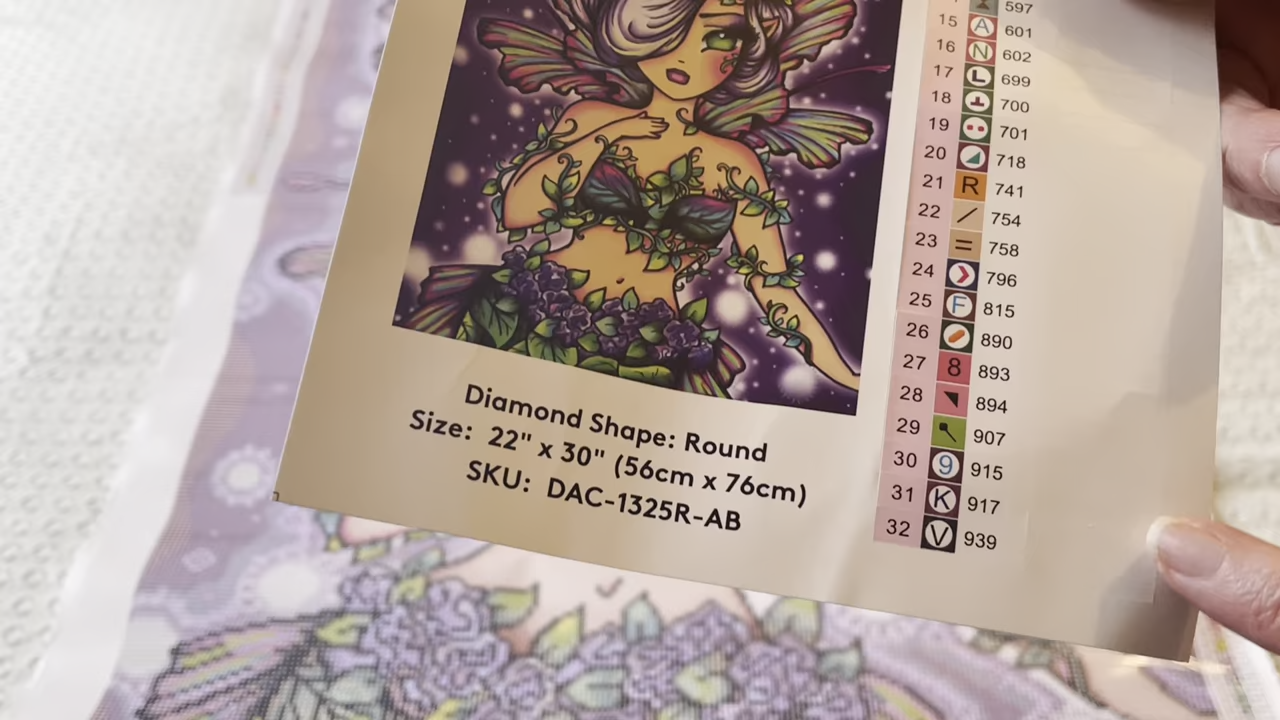 597
15 A 601
16 N 602
17 L 699
18 700
19 701
20 718
21 R 741
22 / 754
23 = 758
24 796
25 F 815
26 890
27 8 893
28 894
29 907
30 9 915
31 K 917
32 V 939
Diamond Shape: Round
Size: 22" x 30" (56cm x 76cm)
SKU: DAC-1325R-AB